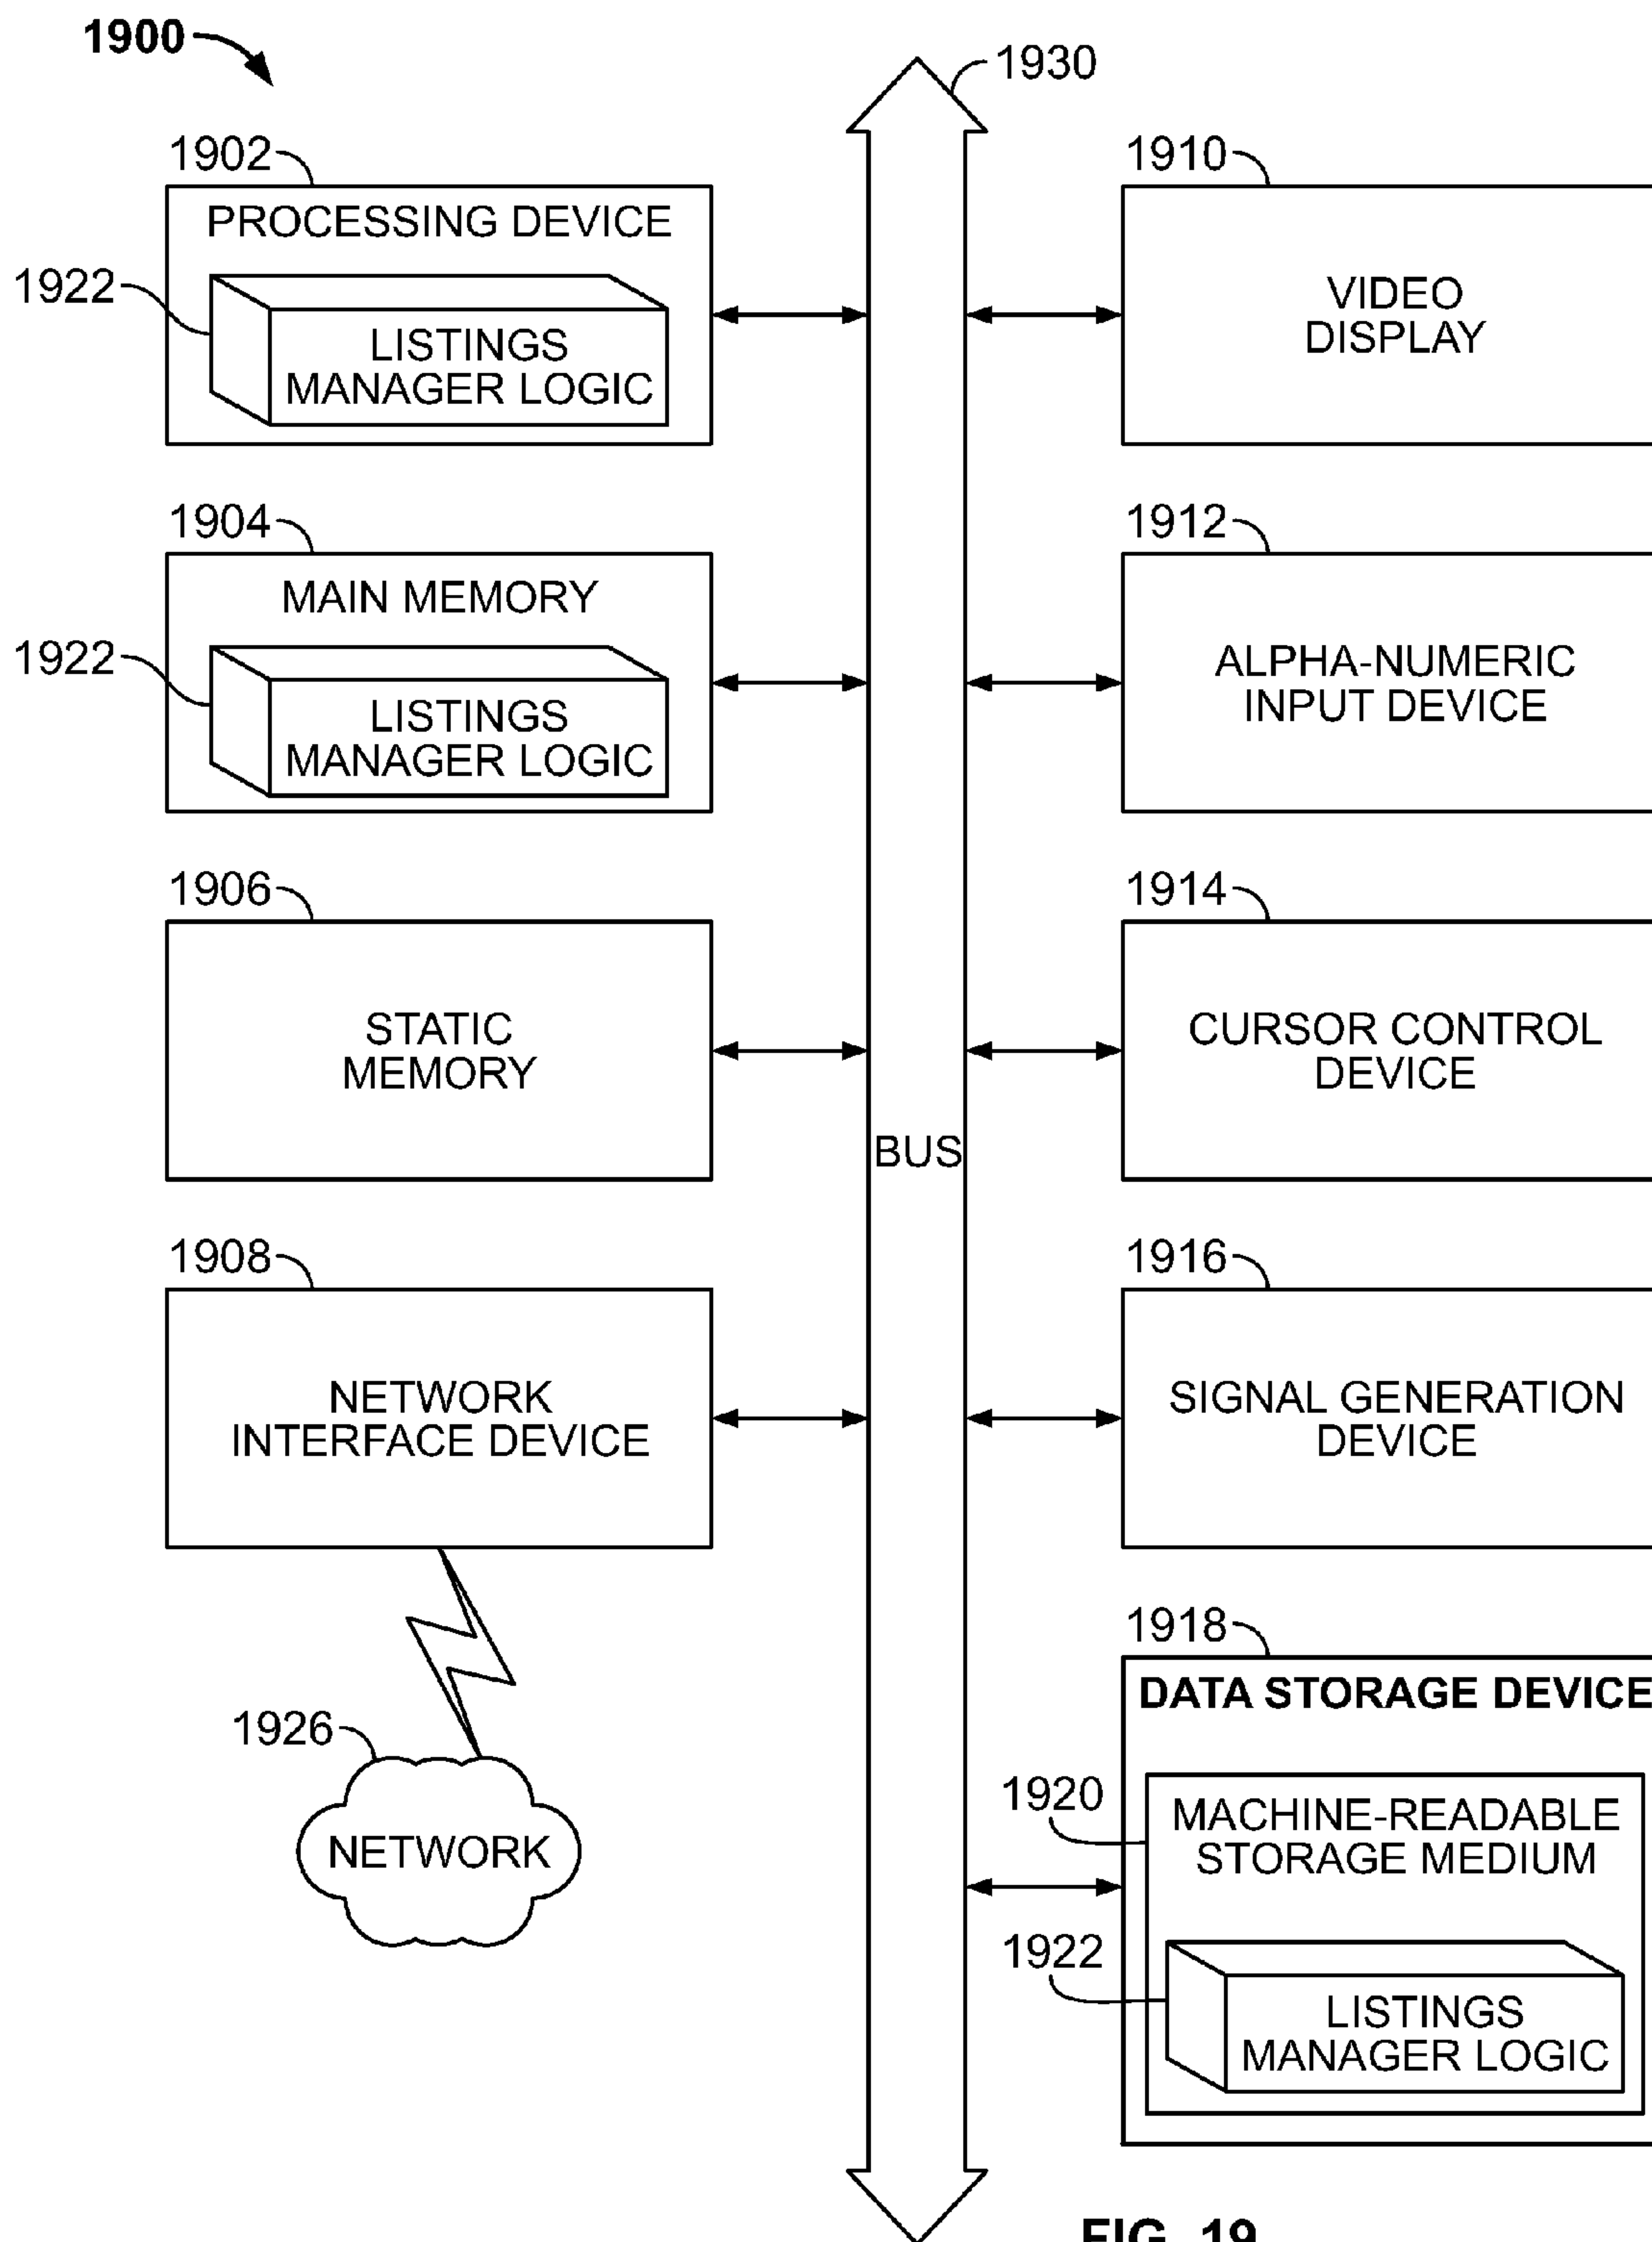 1900
1930
1902
PROCESSING DEVICE
1922
LISTINGS
MANAGER LOGIC
1904
MAIN MEMORY
1922
LISTINGS
MANAGER LOGIC
1906
STATIC
MEMORY
1908
NETWORK
INTERFACE DEVICE
1926
NETWORK
BUS
1910
VIDEO
DISPLAY
1912
ALPHA-NUMERIC
INPUT DEVICE
1914
CURSOR CONTROL
DEVICE
1916
SIGNAL GENERATION
DEVICE
1918
DATA STORAGE DEVICE
1920
MACHINE-READABLE
STORAGE MEDIUM
1922
LISTINGS
MANAGER LOGIC
FIG. 19